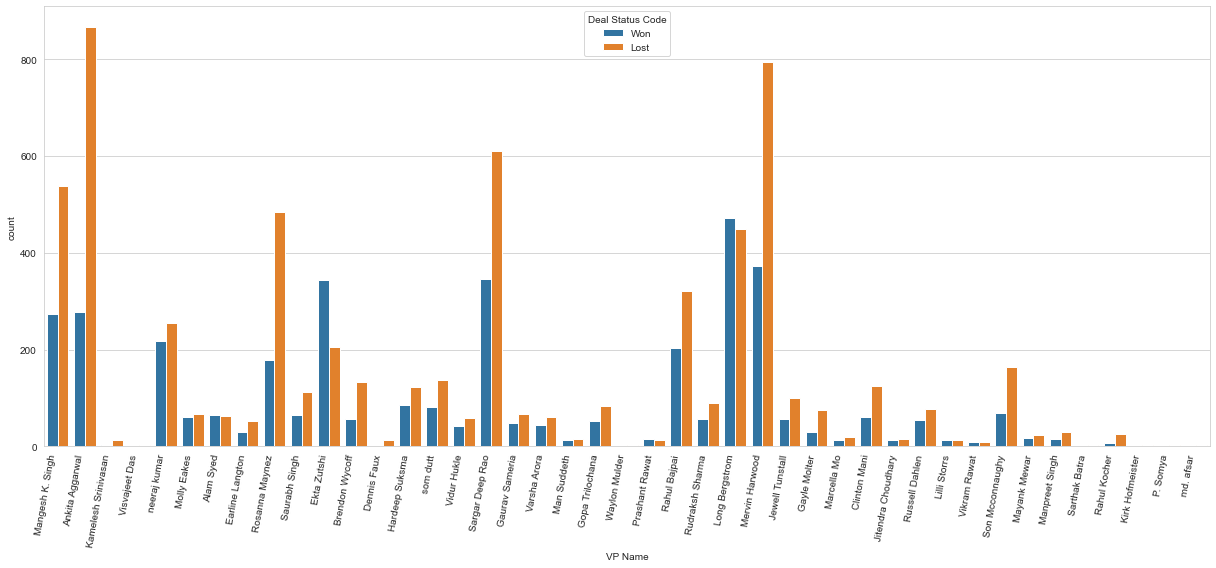 Deal Status Code
Won
Lost
800
600
400
200
0
count
Mangesh K. Singh
Ankita Aggarwal
Kamelesh Srinivasan
Visvajeet Das
neeraj kumar
Molly Eakes
Alam Syed
Earline Langton
Rosanna Maynez
Saurabh Singh
Ekta Zutshi
Brendon Wycoff
Dennis Faux
Hardeep Suksma
som dutt
Vidur Hukle
Sargar Deep Rao
Gaurav Sameria
Varsha Arora
Man Suddeth
Gopa Trilochana
Waylon Mulder
Prashant Rawat
Rahul Bajpai
Rudraksh Sharma
Long Bergstrom
Mervin Harwood
Jewell Tunstall
Gayle Molter
Marcella Mo
Clinton Mani
Jitendra Choudhary
Russell Dahlen
Lilli Storrs
Vikram Rawat
Son Mcconnaughy
Mayank Mewar
Manpreet Singh
Sarthak Batra
Rahul Kocher
Kirk Hofmeister
P. Somya
md. afsar
VP Name